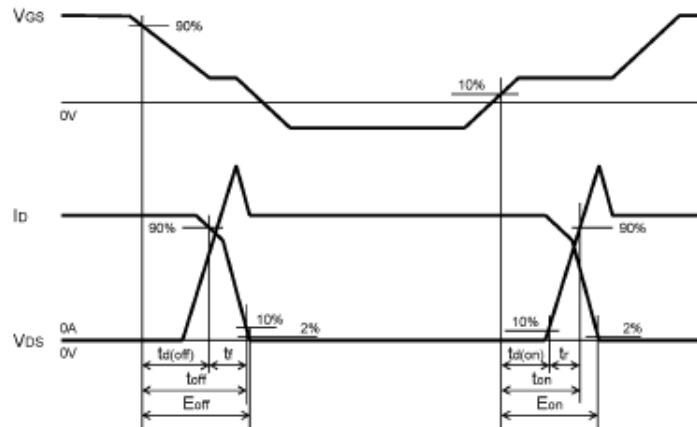 VGS
90%
10%
0V
ID
90%
90%
0A
10%
2%
10%
2%
VDS
0V
td(off)
tf
td(on)
tr
toff
ton
Eoff
Eon